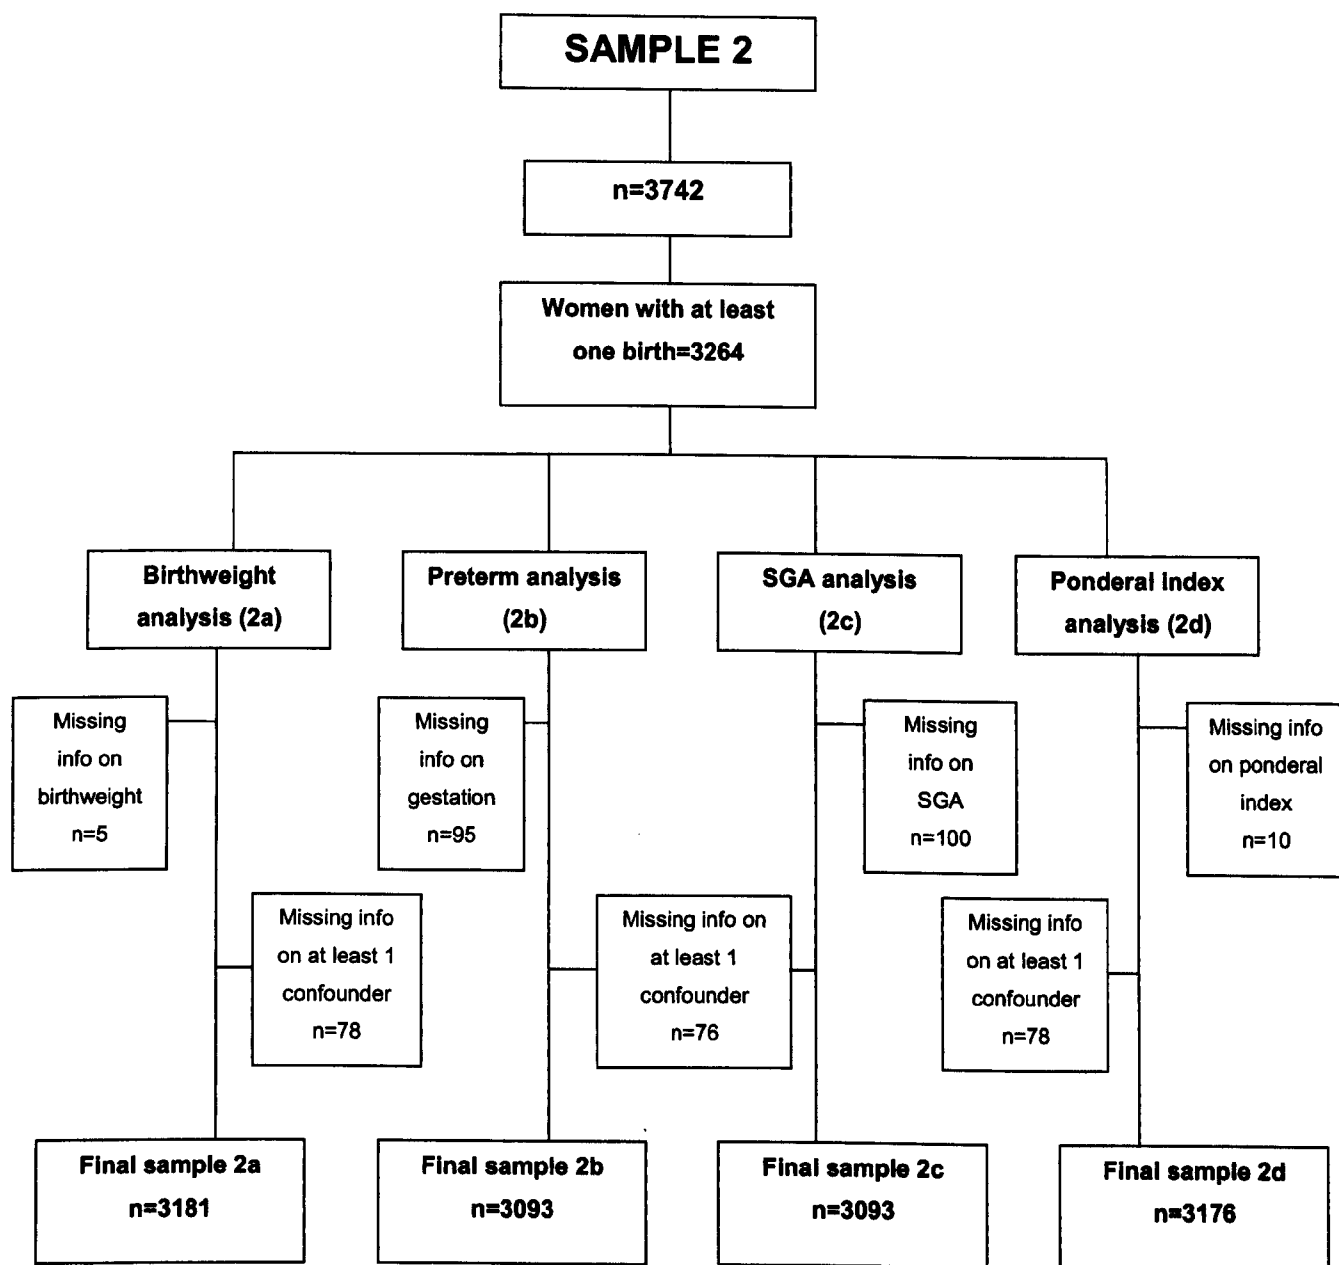 SAMPLE 2
n=3742
Women with at least
one birth=3264
Birthweight
analysis (2a)
Preterm analysis
(2b)
SGA analysis
(2c)
Ponderal index
analysis (2d)
Missing
info on
birthweight
n=5
Missing
info on
gestation
n=95
Missing
info on
SGA
n=100
Missing info
on ponderal
index
n=10
Missing info
on at least 1
confounder
n=78
Missing info on
at least 1
confounder
n=76
Missing info
on at least 1
confounder
n=78
Final sample 2a
n=3181
Final sample 2b
n=3093
Final sample 2c
n=3093
Final sample 2d
n=3176